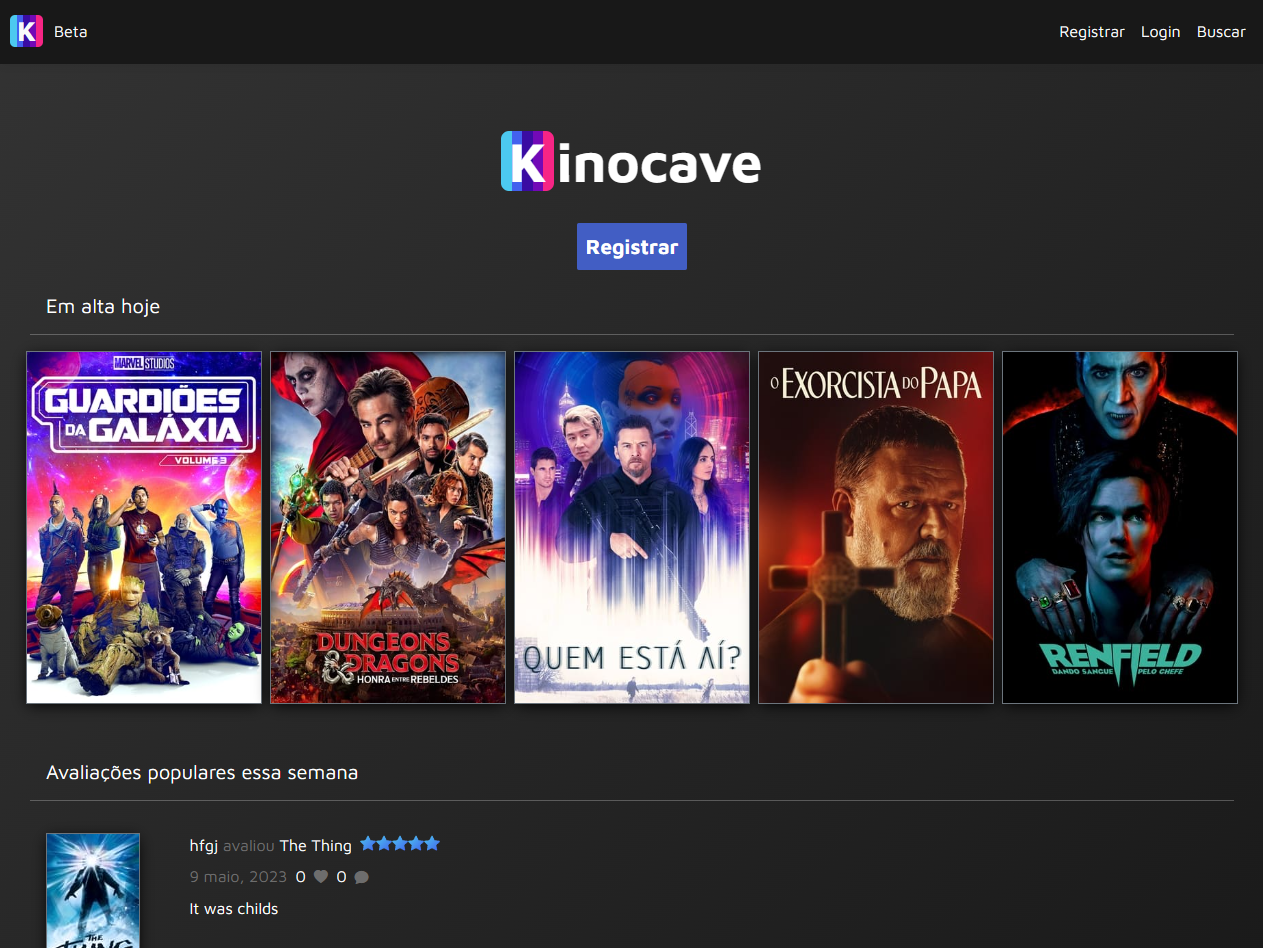 K Beta Registrar Login Buscar
Kinocave
Registrar
Em alta hoje
MARVEL STUDIOS
GUARDIÕES
DA GALÁXIA
VOLUME 3
DUNGEONS
& DRAGONS
HONRA ENTRE REBELDES
QUEM ESTÁ AÍ?
O EXORCISTA DO PAPA
RENFIELD
DANDO SANGUE PELO CHEFE
Avaliações populares essa semana
hfgj avaliou The Thing
9 maio, 2023 0 0
It was childs
THE
THING